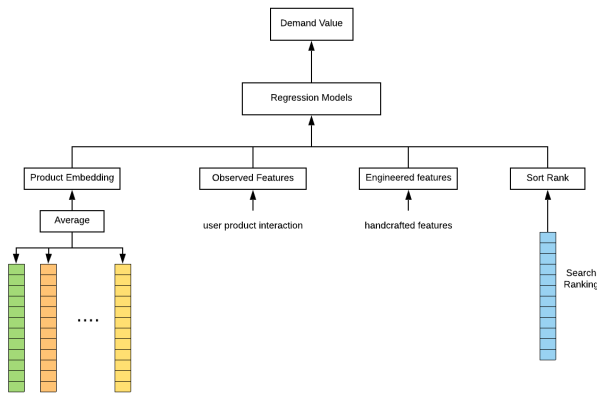 Demand Value
Regression Models
Product Embedding
Observed Features
Engineered features
Sort Rank
Average
user product interaction
handcrafted features
Search
Ranking
....